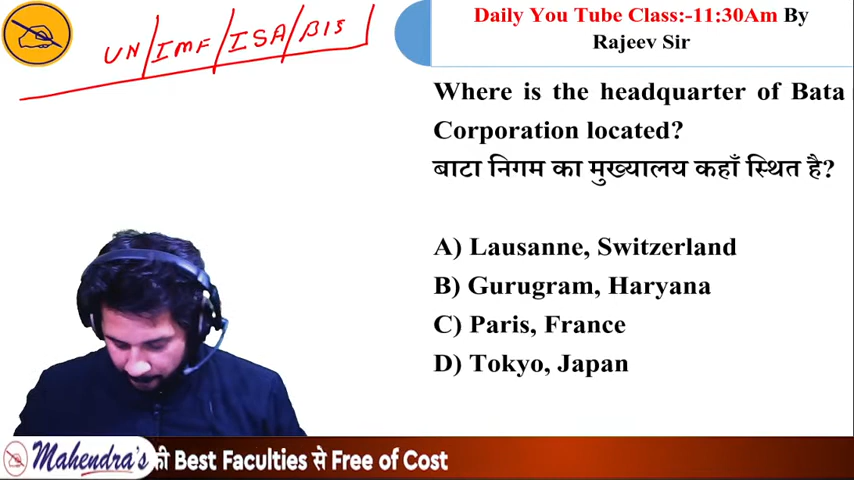 UN/IMF/ISA/BIS
Daily You Tube Class:-11:30Am By
Rajeev Sir
Where is the headquarter of Bata
Corporation located?
बाटा निगम का मुख्यालय कहाँ स्थित है?
A) Lausanne, Switzerland
B) Gurugram, Haryana
C) Paris, France
D) Tokyo, Japan
Mahendra's की Best Faculties से Free of Cost